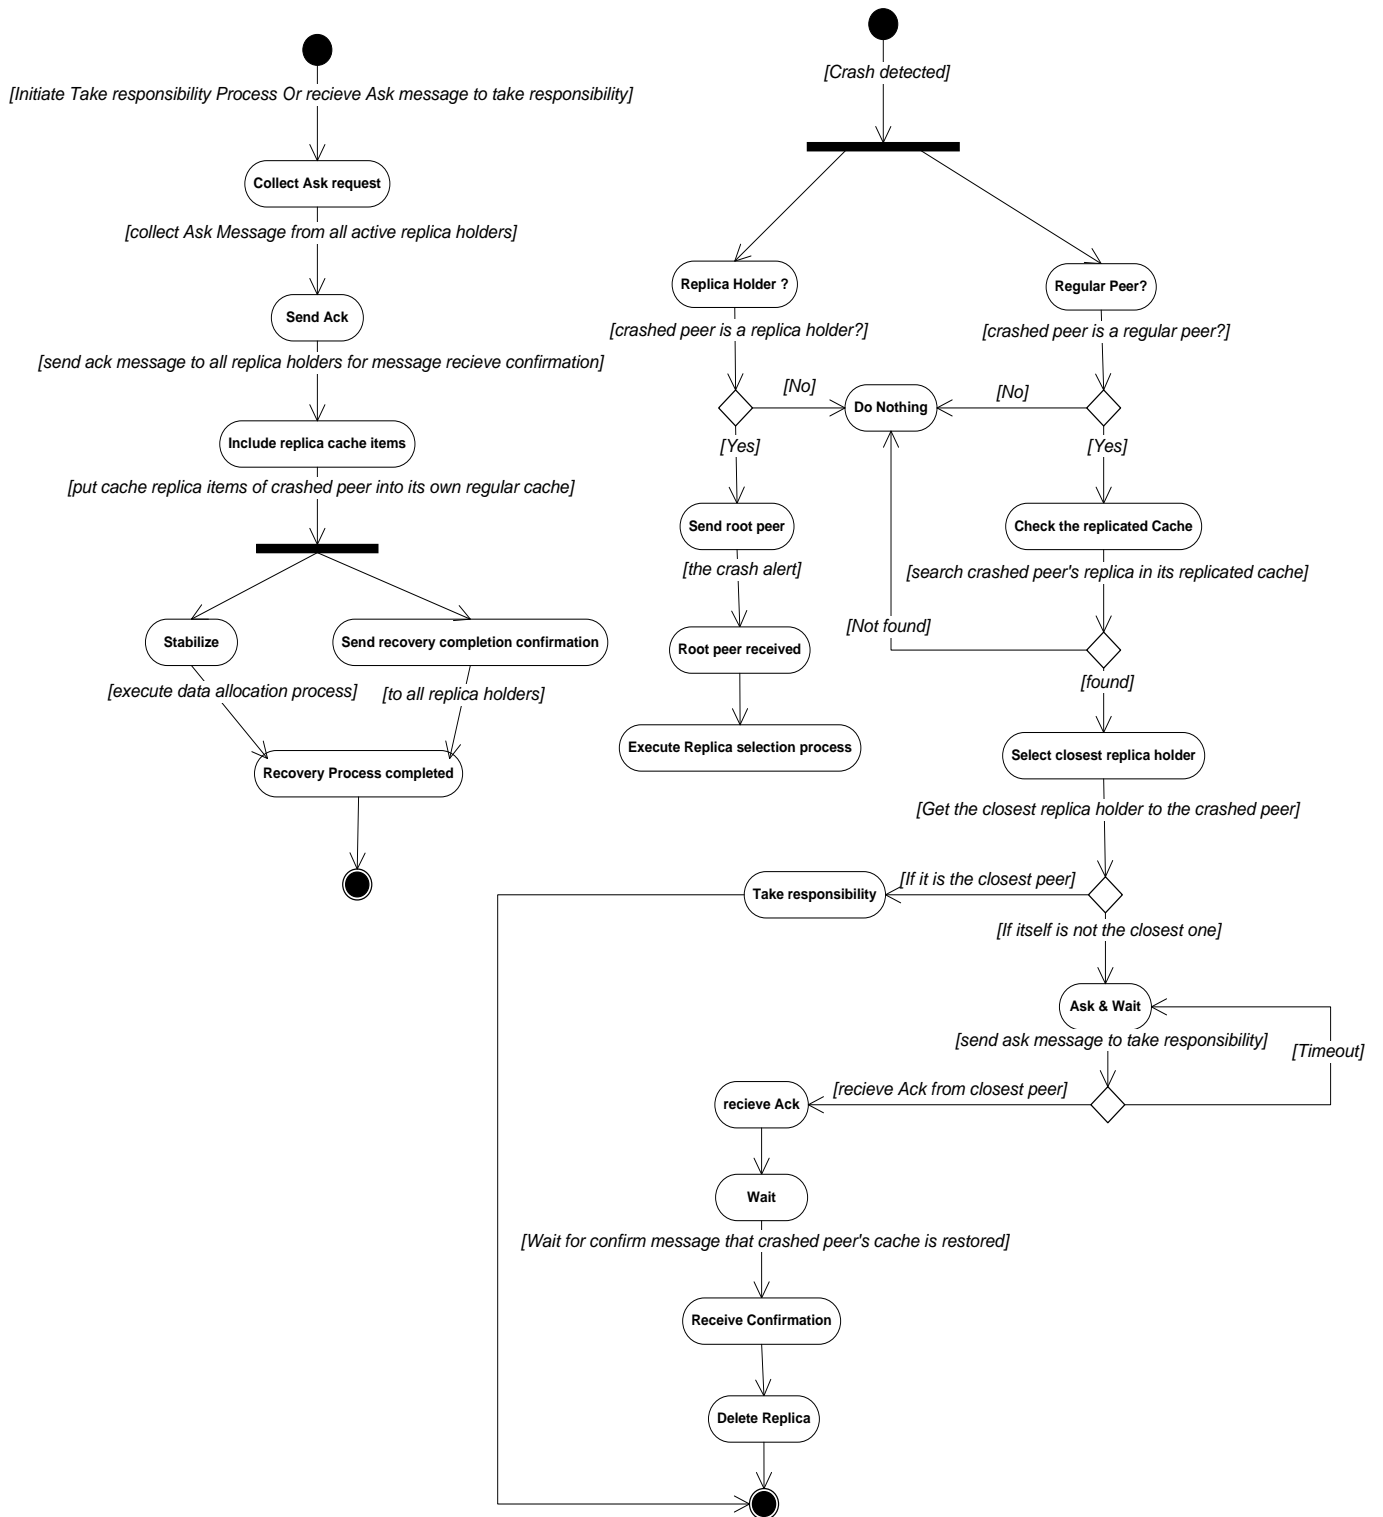 [Initiate Take responsibility Process Or recieve Ask message to take responsibility]
Collect Ask request
[collect Ask Message from all active replica holders]
Send Ack
[send ack message to all replica holders for message recieve confirmation]
Include replica cache items
[put cache replica items of crashed peer into its own regular cache]
Stabilize
Send recovery completion confirmation
[execute data allocation process]
[to all replica holders]
Recovery Process completed
[Crash detected]
Replica Holder ?
Regular Peer?
[crashed peer is a replica holder?]
[crashed peer is a regular peer?]
[No]
Do Nothing
[No]
[Yes]
[Yes]
Send root peer
Check the replicated Cache
[the crash alert]
[search crashed peer's replica in its replicated cache]
[Not found]
Root peer received
[found]
Execute Replica selection process
Select closest replica holder
[Get the closest replica holder to the crashed peer]
Take responsibility
[If it is the closest peer]
[If itself is not the closest one]
Ask & Wait
[send ask message to take responsibility]
[Timeout]
recieve Ack
[recieve Ack from closest peer]
Wait
[Wait for confirm message that crashed peer's cache is restored]
Receive Confirmation
Delete Replica